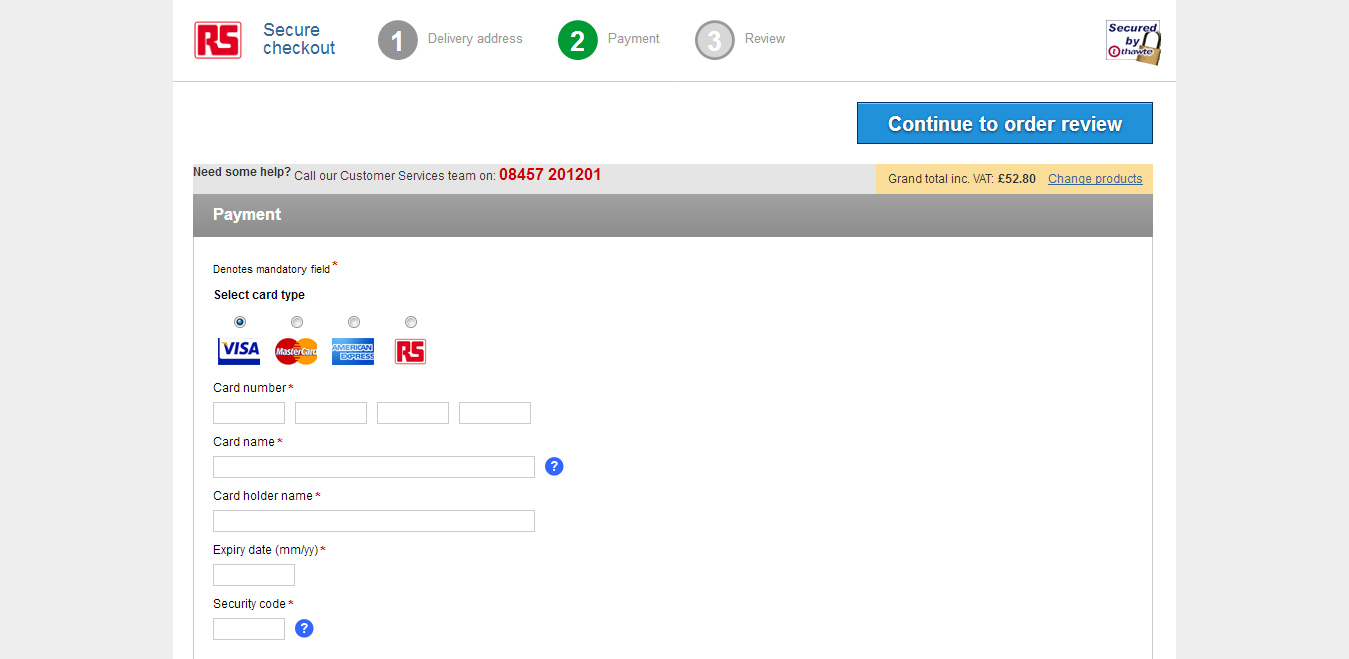 RS
Secure
checkout
1 Delivery address
2 Payment
3 Review
Secured
by
thawte
Continue to order review
Need some help? Call our Customer Services team on: 08457 201201
Grand total inc. VAT: £52.80 Change products
Payment
Denotes mandatory field*
Select card type
VISA MasterCard AMERICAN EXPRESS RS
Card number*
Card name*
?
Card holder name*
Expiry date (mm/yy)*
Security code*
?